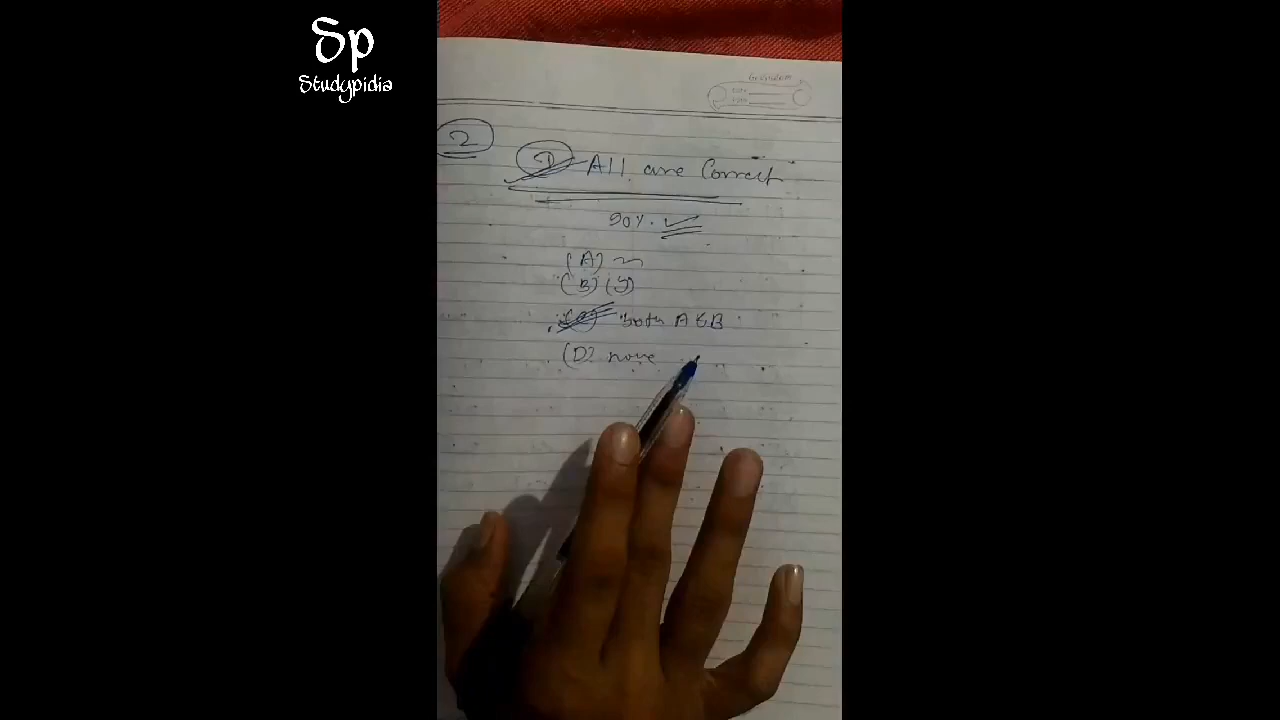 Sp
Studypidia
2
D All are Correct
90%.
(A)
(B)
(C) both A & B
(D) none